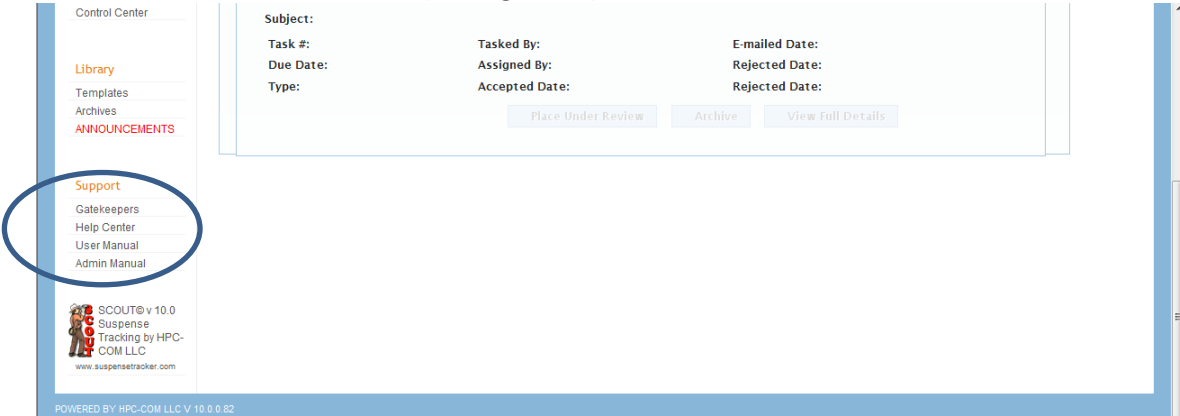 Control Center
Subject:
Task #: Tasked By: E-mailed Date:
Due Date: Assigned By: Rejected Date:
Type: Accepted Date: Rejected Date:
Place Under Review Archive View Full Details
Library
Templates
Archives
ANNOUNCEMENTS
Support
Gatekeepers
Help Center
User Manual
Admin Manual
SCOUT
SCOUT© v 10.0
Suspense
Tracking by HPC-
COM LLC
www.suspensetracker.com
POWERED BY HPC-COM LLC V 10.0.0.82